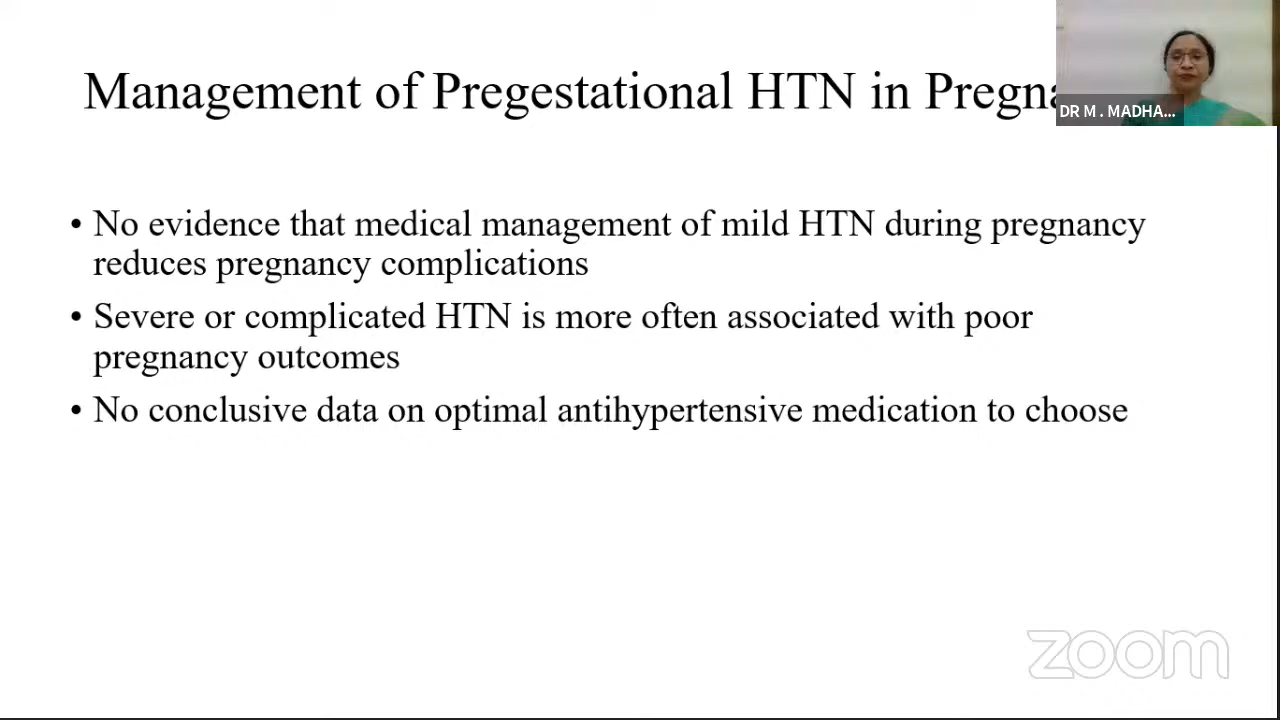 Management of Pregestational HTN in Pregna
DR M . MADHA...
• No evidence that medical management of mild HTN during pregnancy
reduces pregnancy complications
• Severe or complicated HTN is more often associated with poor
pregnancy outcomes
• No conclusive data on optimal antihypertensive medication to choose
zoom